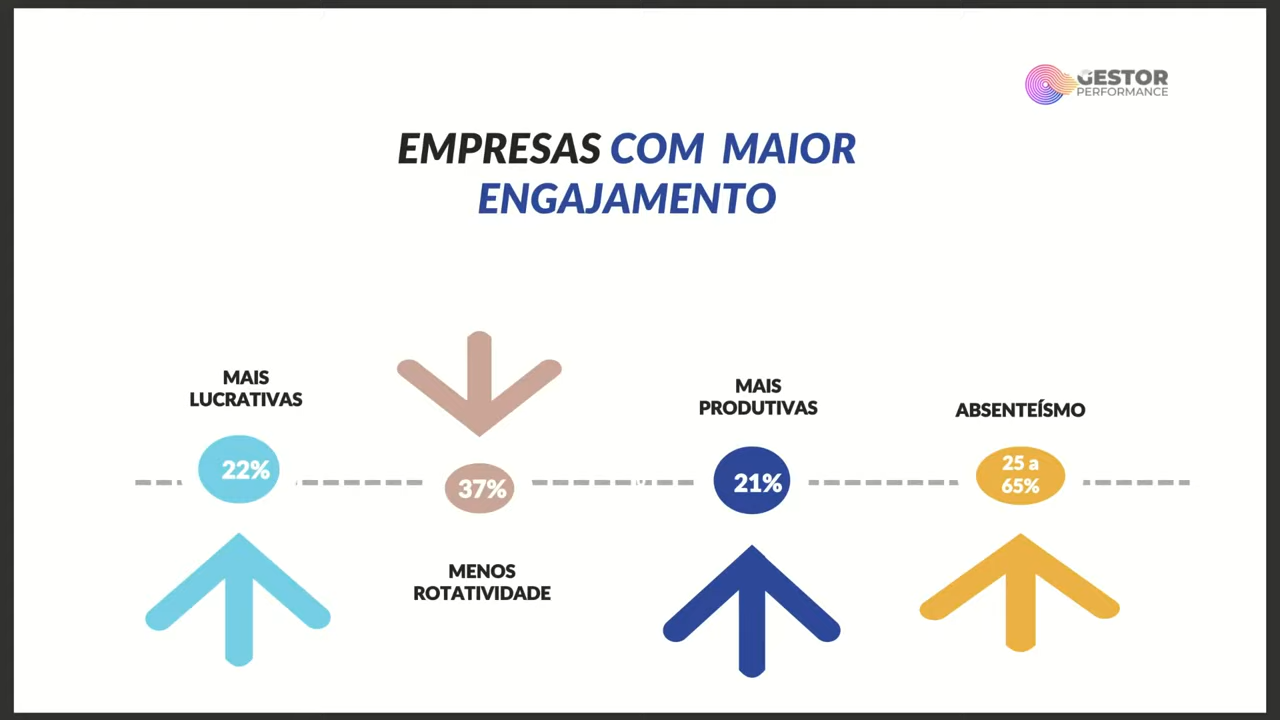 GESTOR
PERFORMANCE
EMPRESAS COM MAIOR
ENGAJAMENTO
MAIS
LUCRATIVAS
22%
37%
MENOS
ROTATIVIDADE
MAIS
PRODUTIVAS
21%
ABSENTEÍSMO
25 a
65%